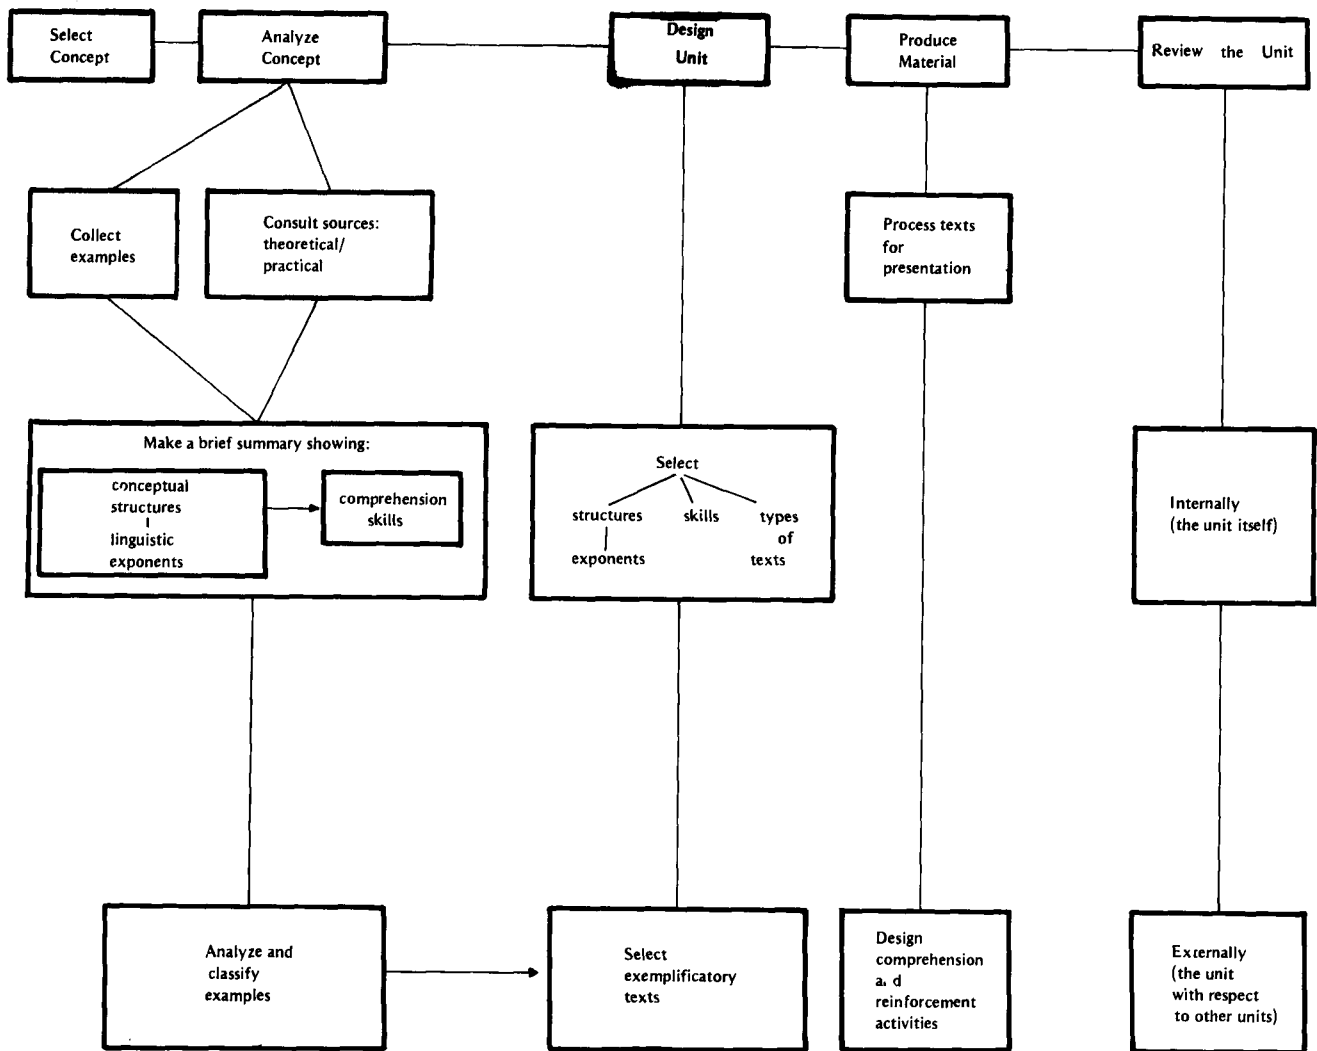 Select
Concept
Analyze
Concept
Design
Unit
Produce
Material
Review the Unit
Collect
examples
Consult sources:
theoretical/
practical
Process texts
for
presentation
Make a brief summary showing:
conceptual
structures
linguistic
exponents
comprehension
skills
Select
structures skills types
of
exponents texts
Internally
(the unit itself)
Analyze and
classify
examples
Select
exemplificatory
texts
Design
comprehension
a. d
reinforcement
activities
Externally (the
(the unit
with respect
to other units)